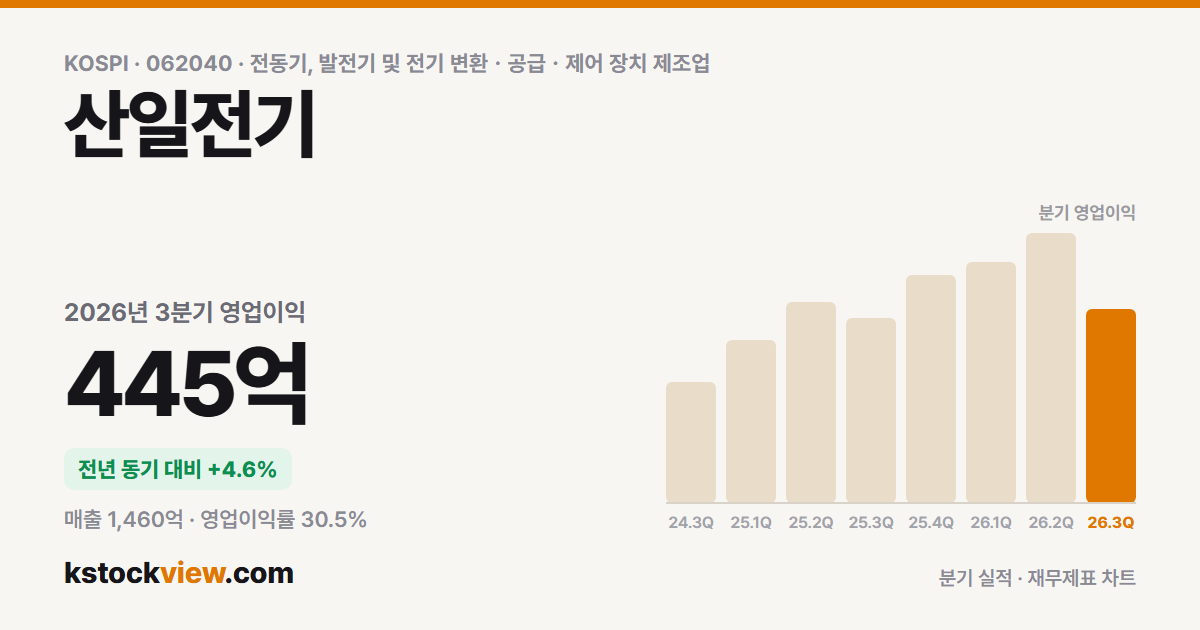 KOSPI · 062040 · 전동기, 발전기 및 전기 변환 · 공급 · 제어 장치 제조업
산일전기
분기 영업이익
2026년 3분기 영업이익
445억
전년 동기 대비 +4.6%
매출 1,460억 · 영업이익률 30.5%
24.3Q 25.1Q 25.2Q 25.3Q 25.4Q 26.1Q 26.2Q 26.3Q
kstockview.com
분기 실적 · 재무제표 차트